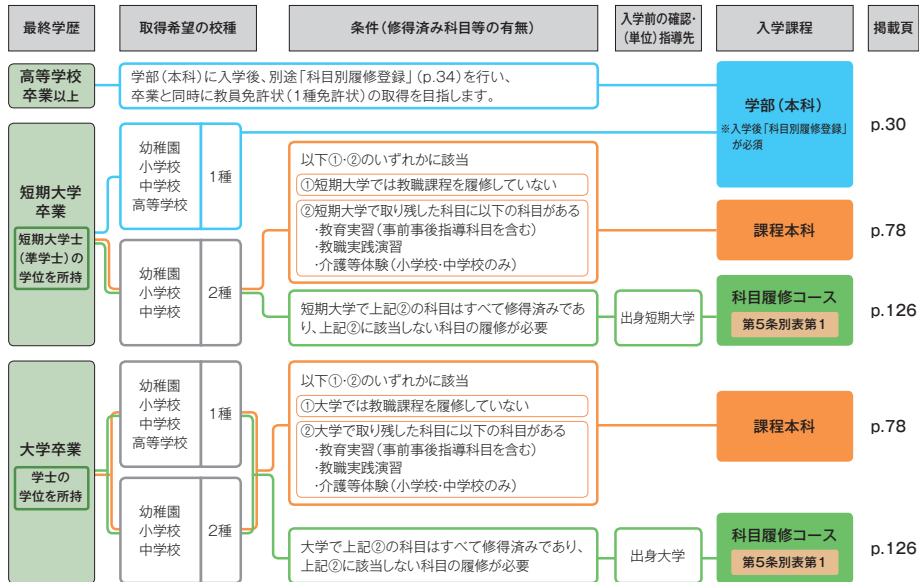 最終学歴
取得希望の校種
条件(修得済み科目等の有無)
入学前の確認・
(単位)指導先
入学課程
掲載頁
高等学校
卒業以上
学部(本科)に入学後、別途「科目別履修登録」(p.34)を行い、
卒業と同時に教員免許状(1種免許状)の取得を目指します。
学部(本科)
※入学後「科目別履修登録」
が必須
p.30
短期大学
卒業
短期大学士
(準学士)の
学位を所持
幼稚園
小学校
中学校
高等学校
1種
幼稚園
小学校
中学校
2種
以下①・②のいずれかに該当
①短期大学では教職課程を履修していない
②短期大学で取り残した科目に以下の科目がある
・教育実習(事前事後指導科目を含む)
・教職実践演習
・介護等体験(小学校・中学校のみ)
課程本科
p.78
短期大学で上記②の科目はすべて修得済みであ
り、上記②に該当しない科目の履修が必要
出身短期大学
科目履修コース
第5条別表第1
p.126
大学卒業
学士の
学位を所持
幼稚園
小学校
中学校
高等学校
1種
幼稚園
小学校
中学校
2種
以下①・②のいずれかに該当
①大学では教職課程を履修していない
②大学で取り残した科目に以下の科目がある
・教育実習(事前事後指導科目を含む)
・教職実践演習
・介護等体験(小学校・中学校のみ)
課程本科
p.78
大学で上記②の科目はすべて修得済みであり、
上記②に該当しない科目の履修が必要
出身大学
科目履修コース
第5条別表第1
p.126